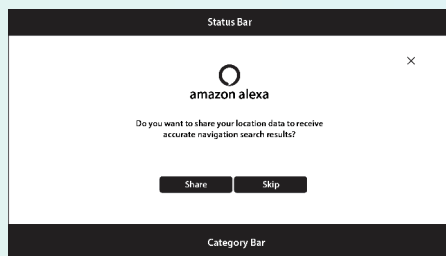 Status Bar
amazon alexa
Do you want to share your location data to receive
accurate navigation search results?
Share
Skip
Category Bar